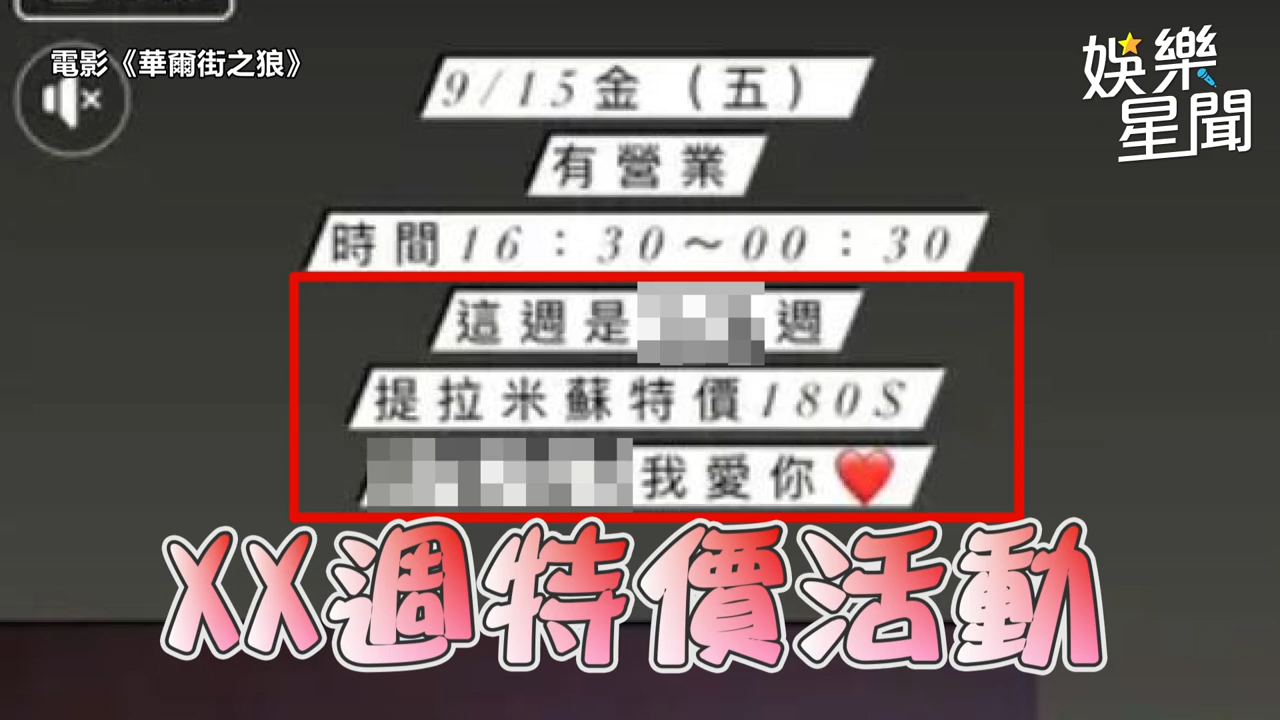 電影《華爾街之狼》
娛樂
星聞
9/15金（五）
有營業
時間16：30～00：30
這週是 週
提拉米蘇特價180S
我愛你❤️
XX週特價活動